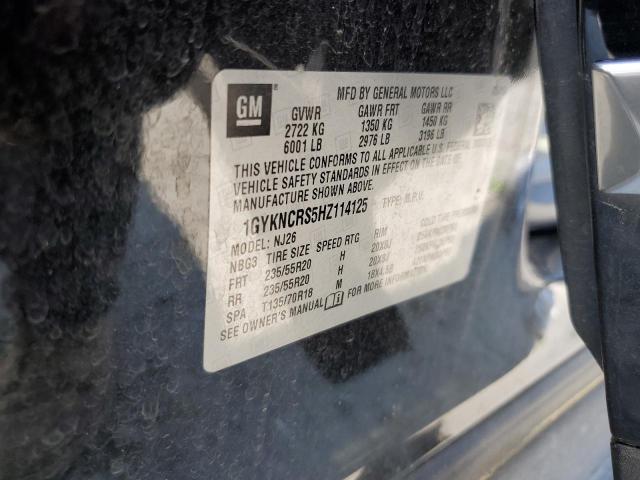 GM
MFD BY GENERAL MOTORS LLC
GVWR GAWR FRT GAWR RR
2722 KG 1350 KG 1450 KG
6001 LB 2976 LB 3196 LB
THIS VEHICLE CONFORMS TO ALL APPLICABLE U.S. FEDERAL
VEHICLE SAFETY STANDARDS IN EFFECT ON THE DATE OF
MANUFACTURE SHOWN ABOVE.
1GYKNCRS5HZ114125 TYPE: M.P.V.
MODEL: NJ26
NBG3 TIRE SIZE SPEED RTG RIM COLD TIRE
FRT 235/55R20 H 20X8J
RR 235/55R20 H 20X8J
SPA T135/70R18 M 18X4.5B
SEE OWNER'S MANUAL FOR MORE INFORMATION.